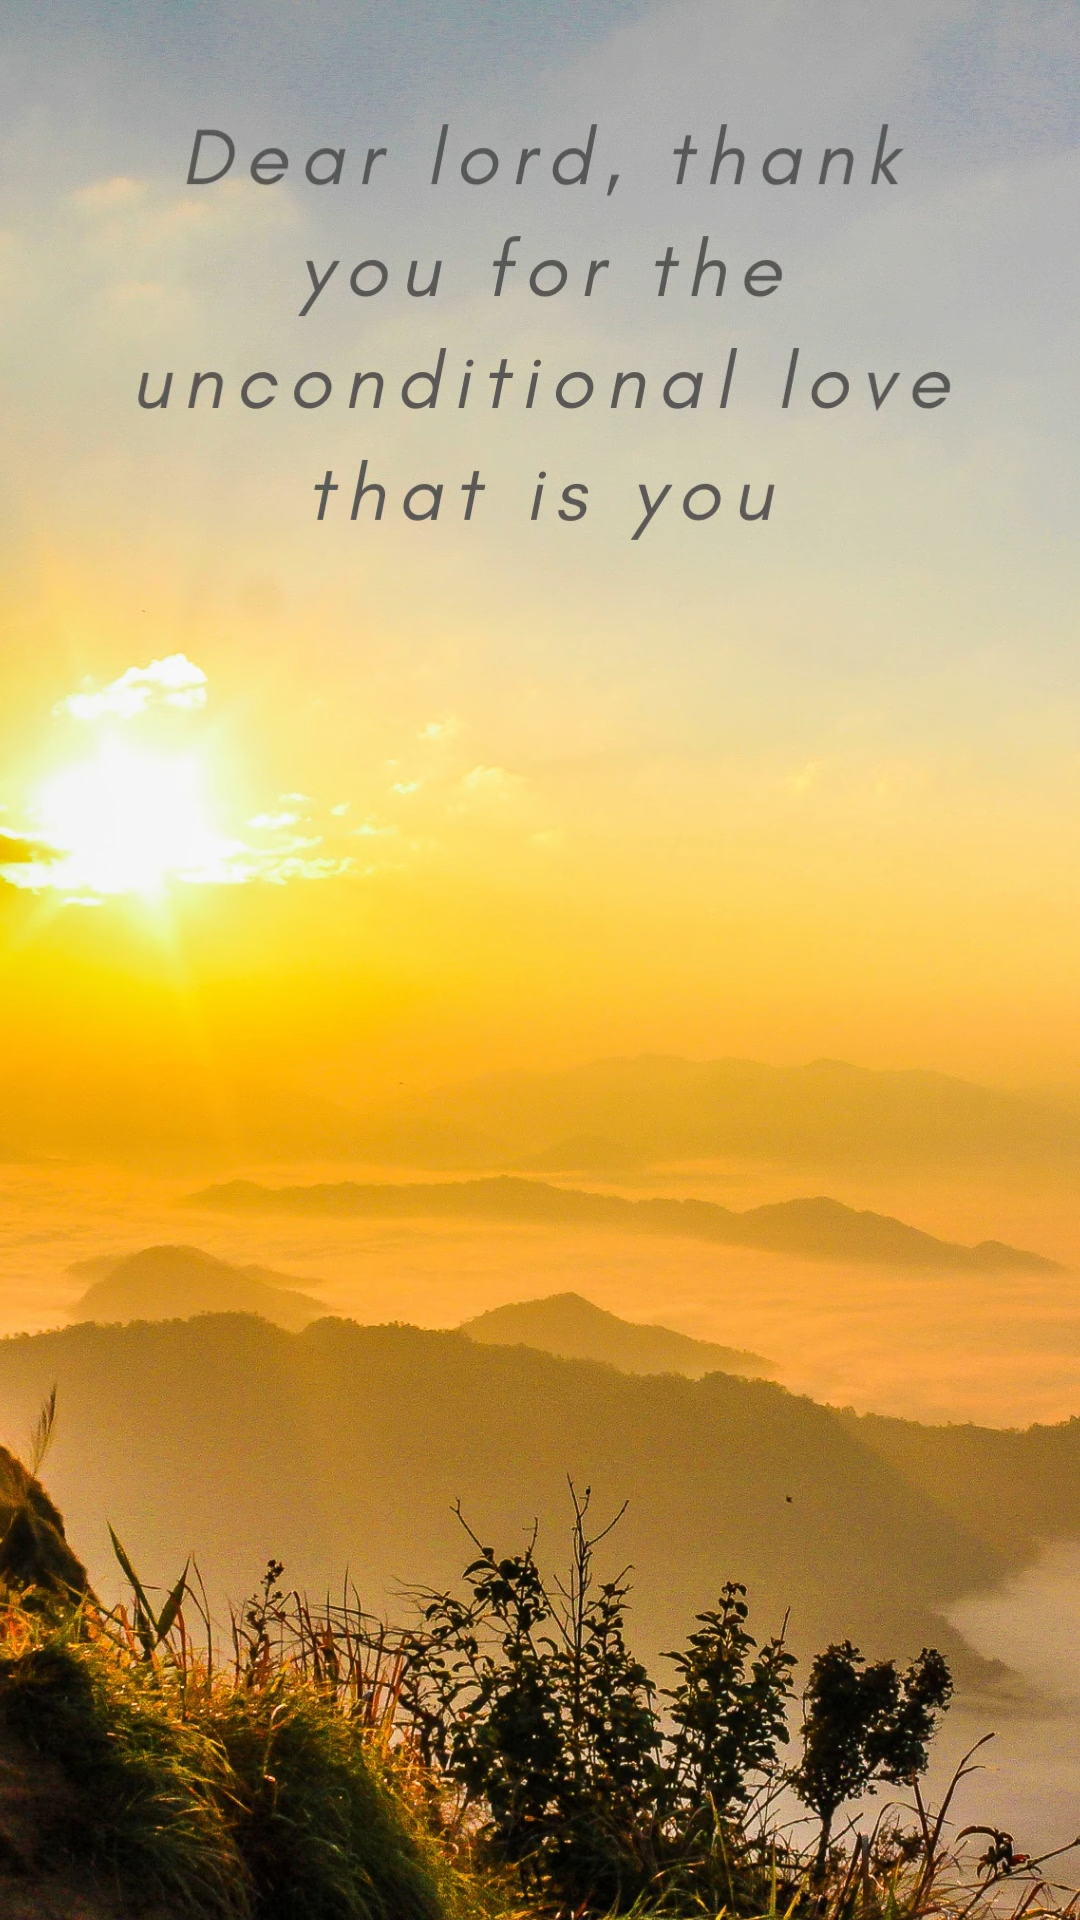 Dear lord, thank
you for the
unconditional love
that is you